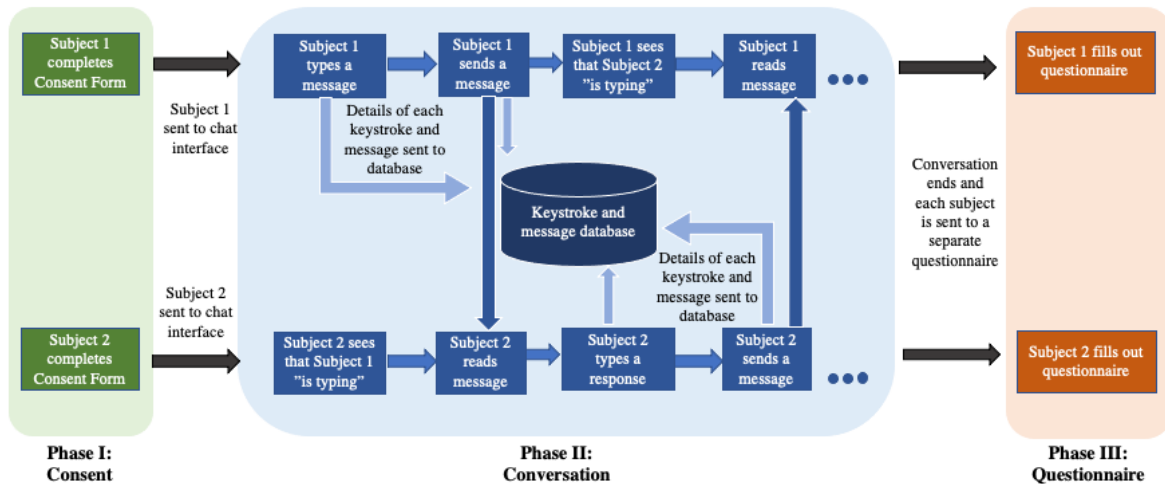 Subject 1
completes
Consent Form
Subject 1
sent to chat
interface
Subject 1
types a
message
Subject 1
sends a
message
Subject 1 sees
that Subject 2
"is typing"
Subject 1
reads
message
Details of each
keystroke and
message sent to
database
Keystroke and
message database
Details of each
keystroke and
message sent to
database
Subject 2
completes
Consent Form
Subject 2
sent to chat
interface
Subject 2 sees
that Subject 1
"is typing"
Subject 2
reads
message
Subject 2
types a
response
Subject 2
sends a
message
Conversation
ends and
each subject
is sent to a
separate
questionnaire
Subject 1 fills out
questionnaire
Subject 2 fills out
questionnaire
Phase I:
Consent
Phase II:
Conversation
Phase III:
Questionnaire